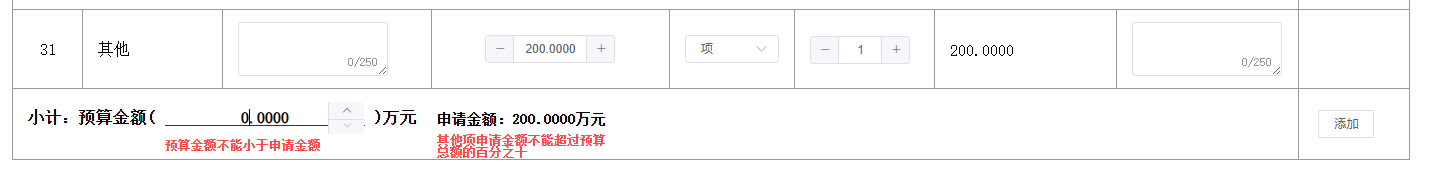 31 其他 0/250 − 200.0000 + 项 − 1 + 200.0000 0/250
小计：预算金额( 0.0000 )万元 申请金额：200.0000万元 添加
预算金额不能小于申请金额 其他项申请金额不能超过预算
总额的百分之十